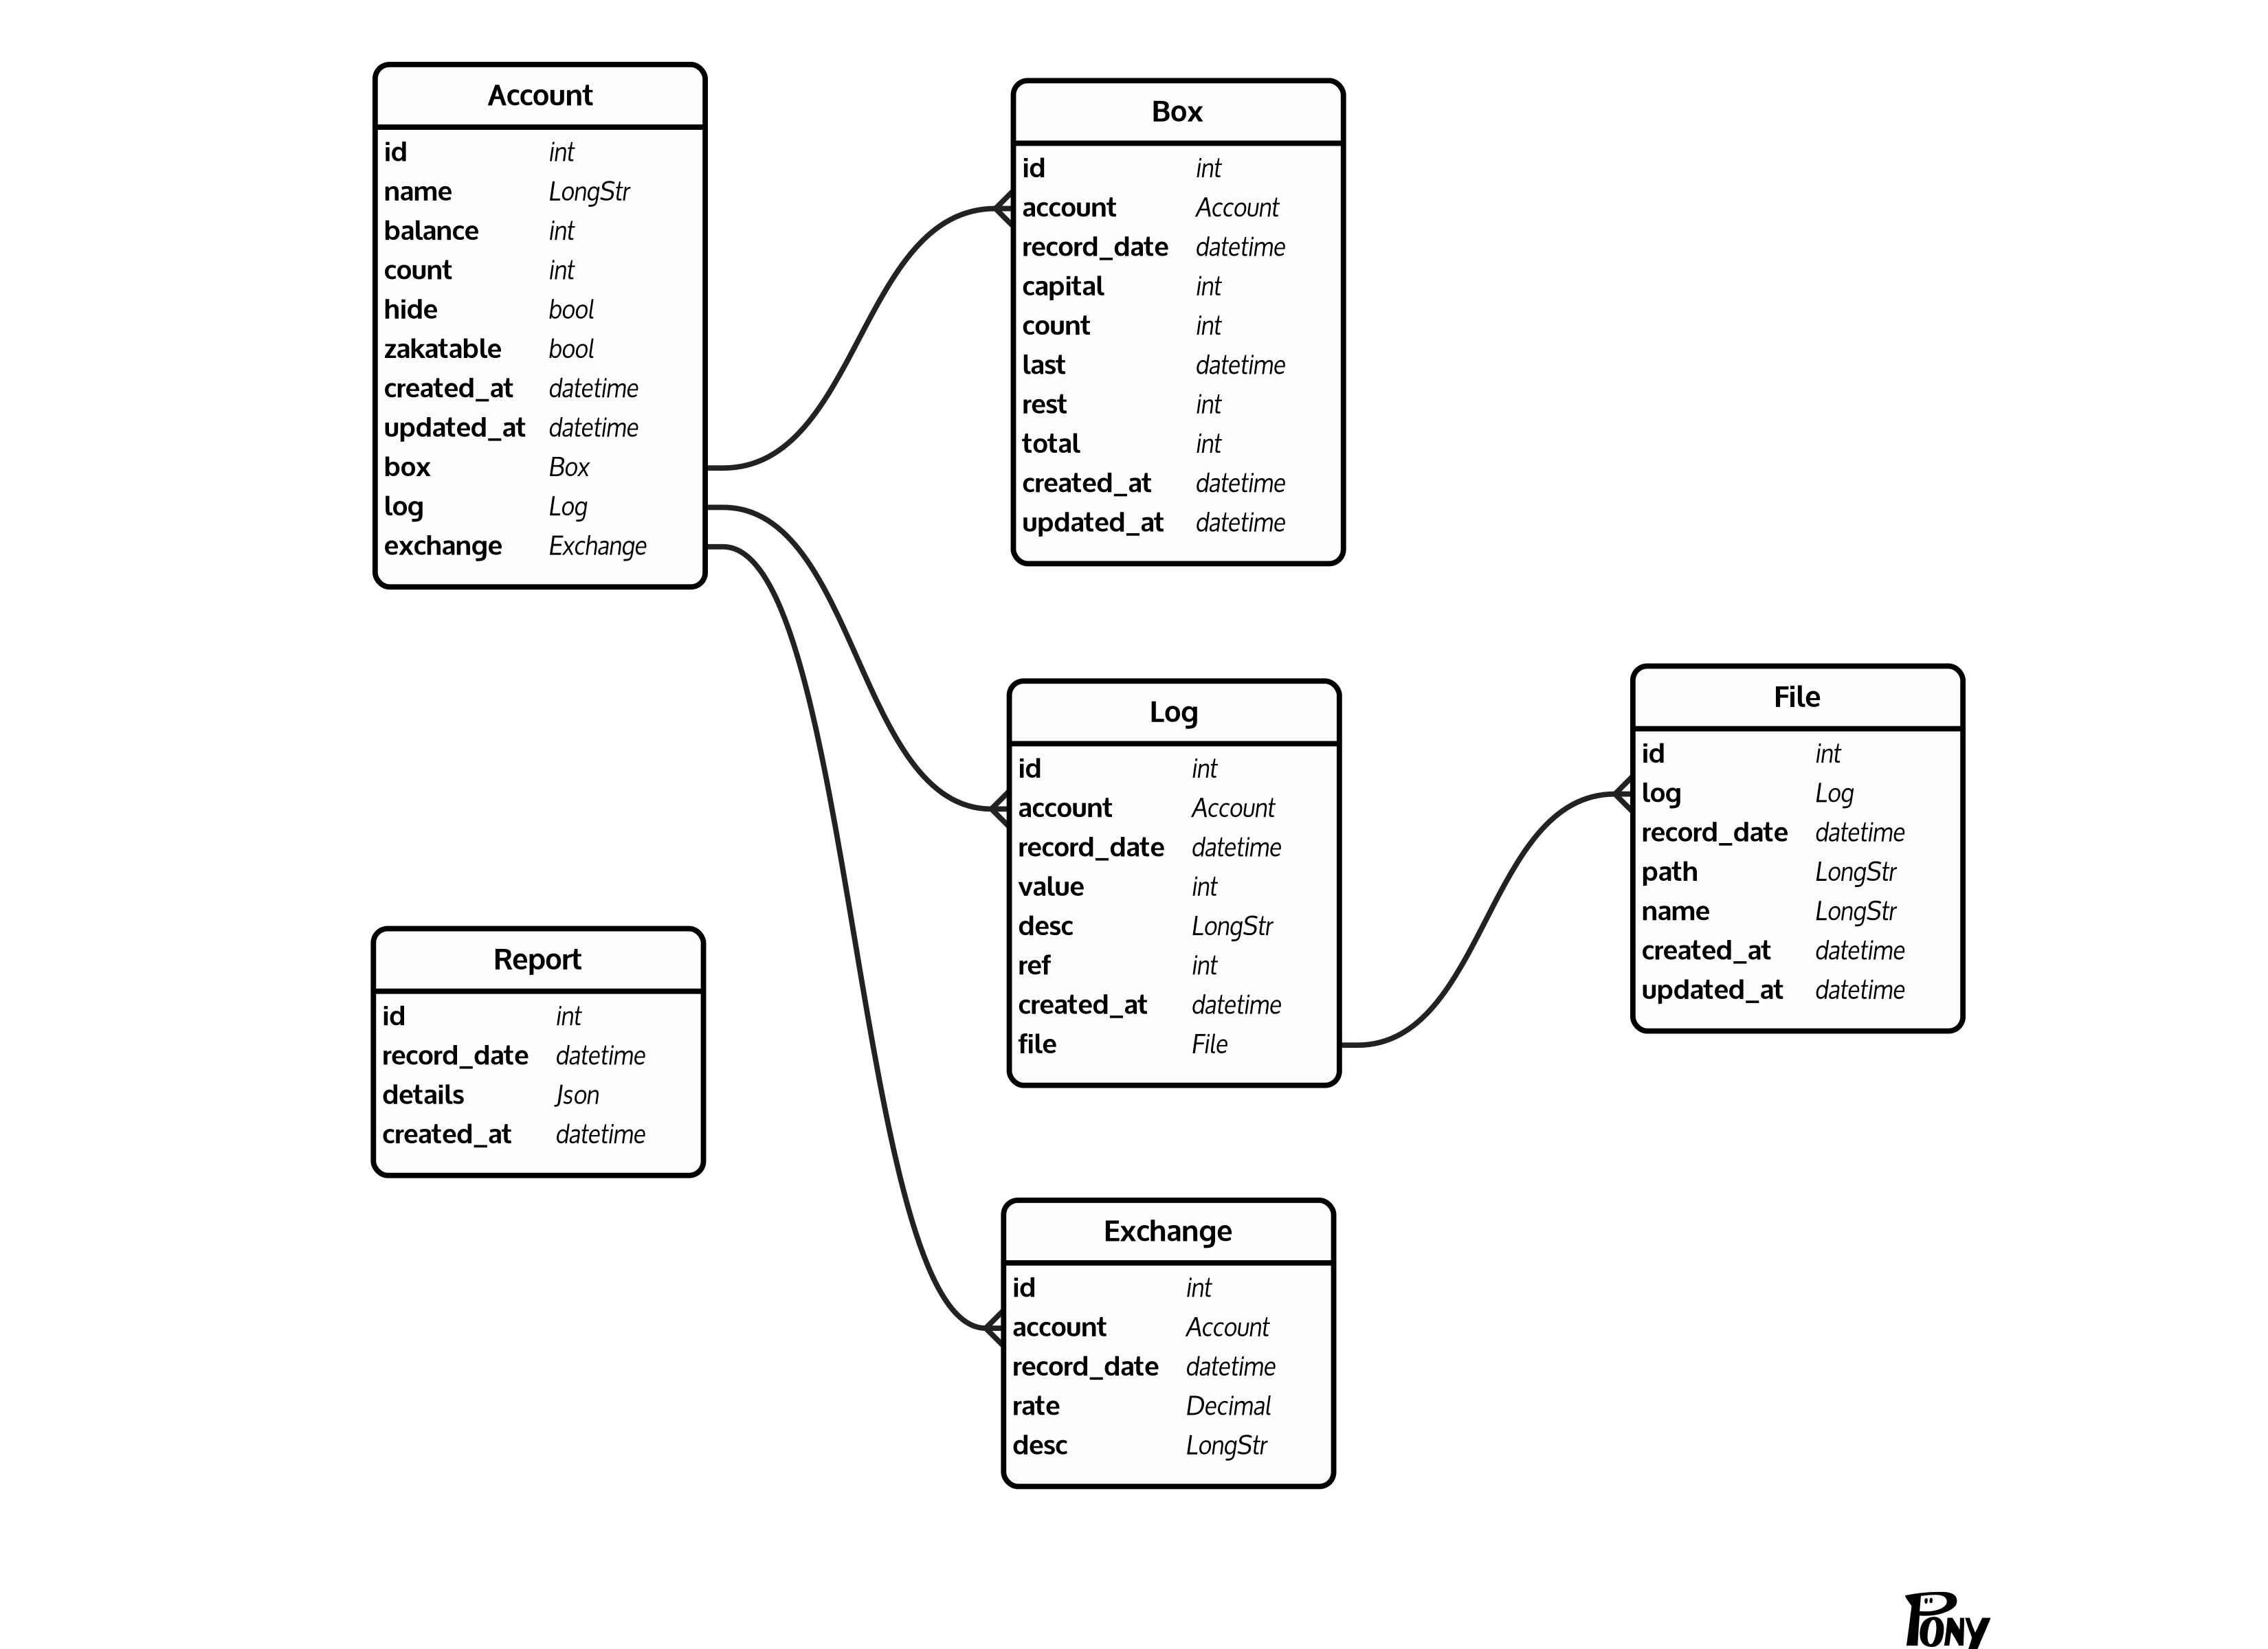 Account
id int
name LongStr
balance int
count int
hide bool
zakatable bool
created_at datetime
updated_at datetime
box Box
log Log
exchange Exchange
Box
id int
account Account
record_date datetime
capital int
count int
last datetime
rest int
total int
created_at datetime
updated_at datetime
Log
id int
account Account
record_date datetime
value int
desc LongStr
ref int
created_at datetime
file File
File
id int
log Log
record_date datetime
path LongStr
name LongStr
created_at datetime
updated_at datetime
Report
id int
record_date datetime
details Json
created_at datetime
Exchange
id int
account Account
record_date datetime
rate Decimal
desc LongStr
PONY